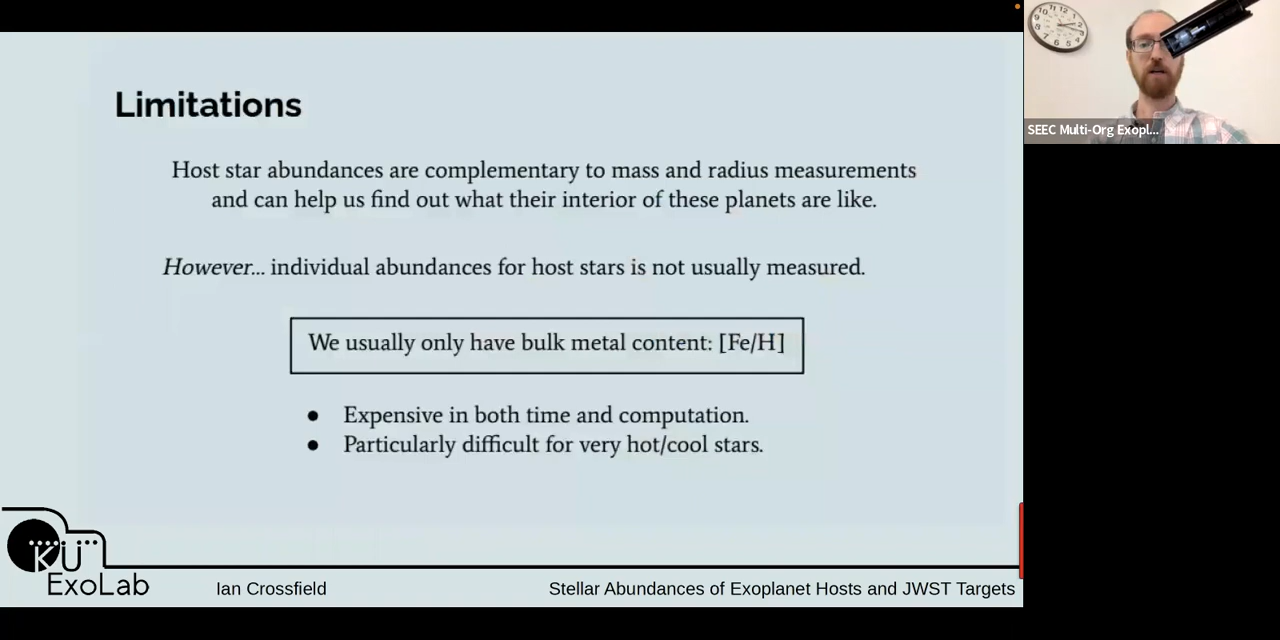 Limitations
Host star abundances are complementary to mass and radius measurements
and can help us find out what their interior of these planets are like.
However... individual abundances for host stars is not usually measured.
We usually only have bulk metal content: [Fe/H]
● Expensive in both time and computation.
● Particularly difficult for very hot/cool stars.
KU
ExoLab
Ian Crossfield
Stellar Abundances of Exoplanet Hosts and JWST Targets
SEEC Multi-Org Exopl...